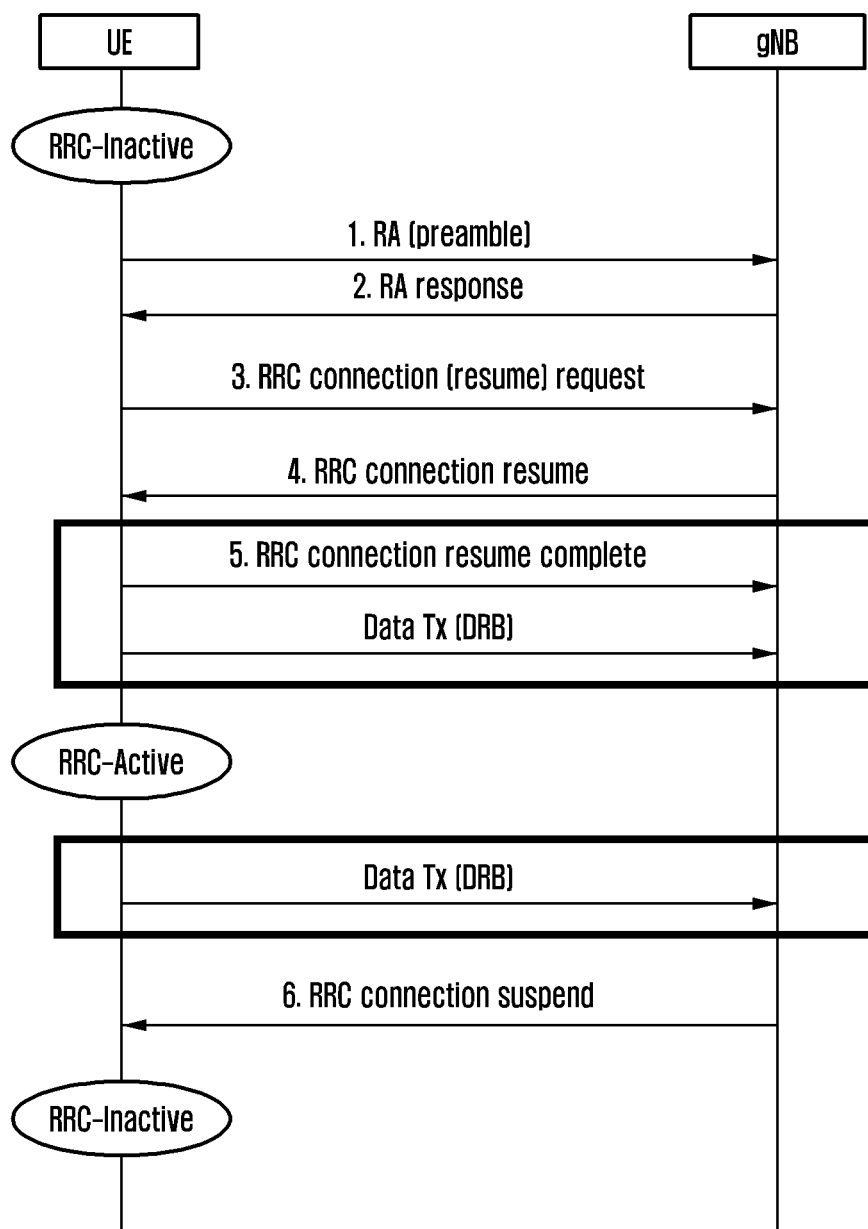 UE
gNB
RRC-Inactive
1. RA (preamble)
2. RA response
3. RRC connection (resume) request
4. RRC connection resume
5. RRC connection resume complete
Data Tx (DRB)
RRC-Active
Data Tx (DRB)
6. RRC connection suspend
RRC-Inactive